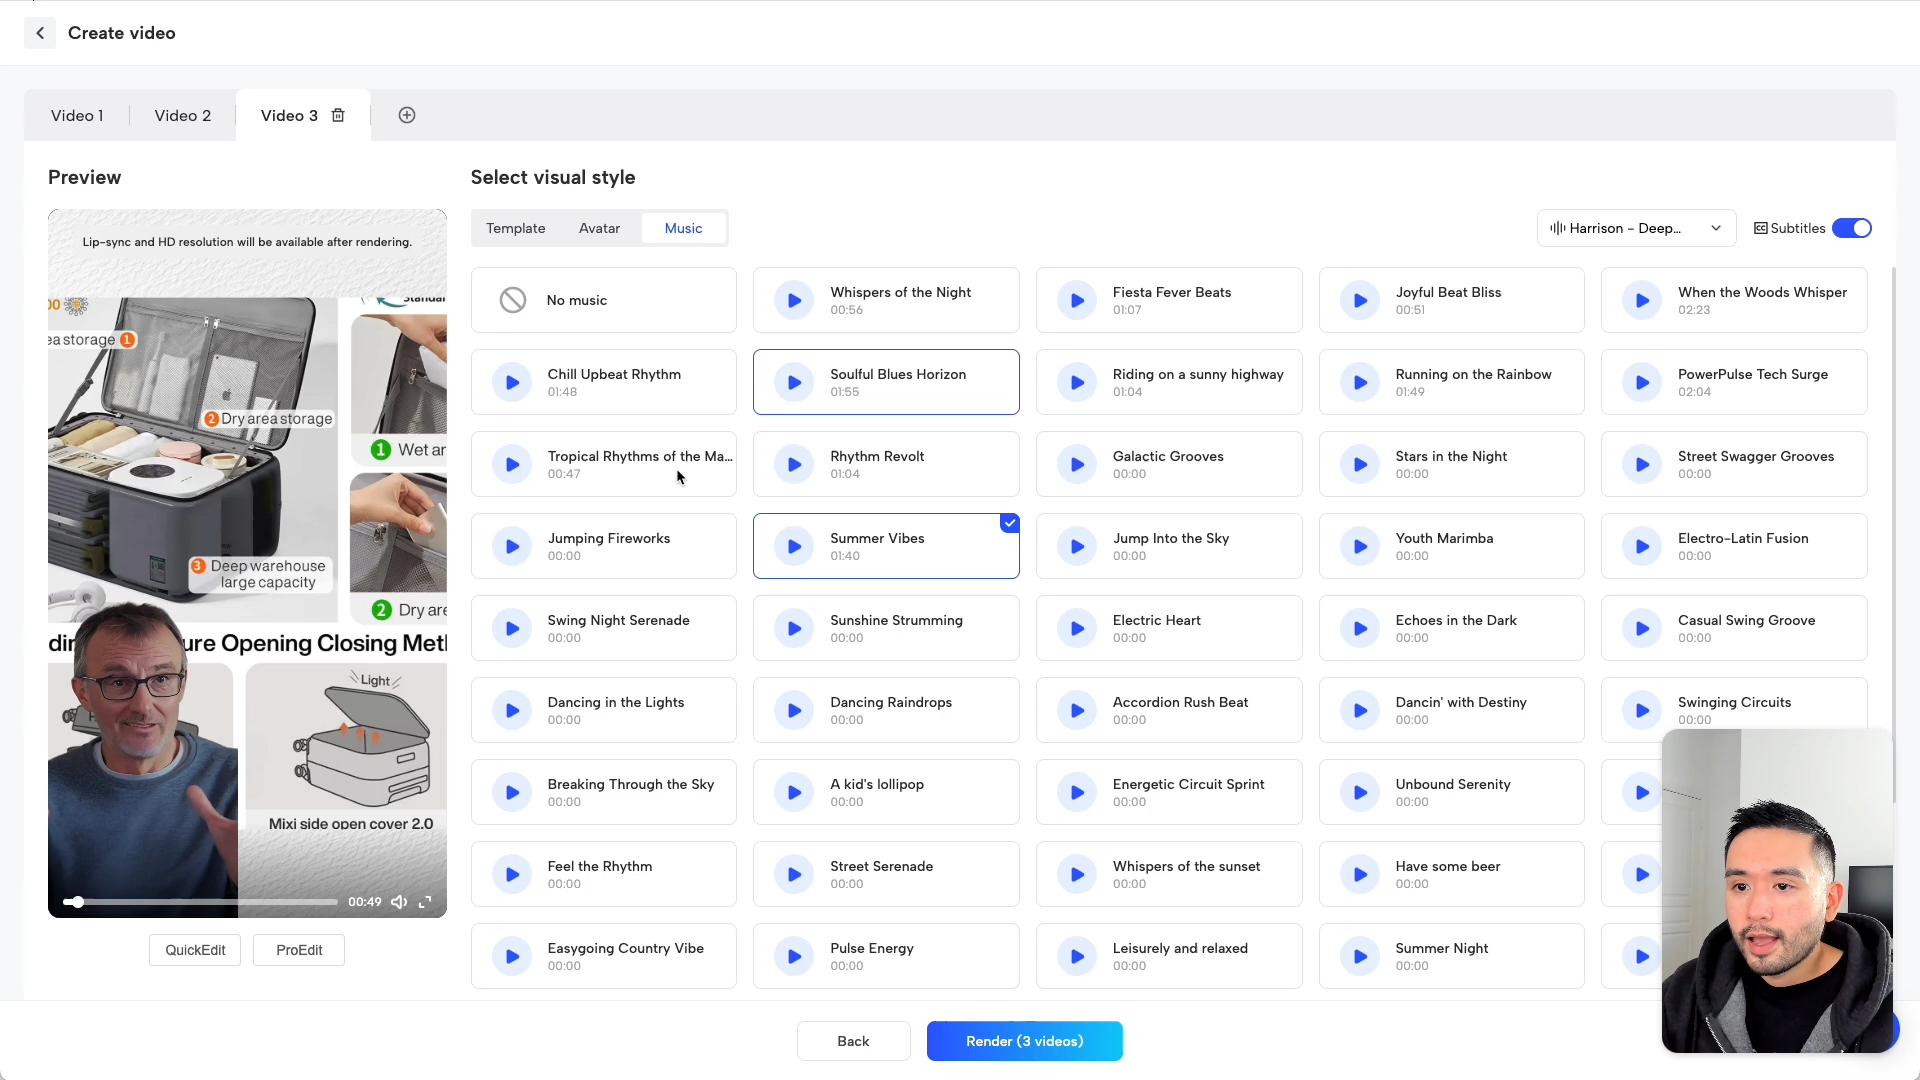 Create video
Video 1
Video 2
Video 3
Preview
Select visual style
Template
Avatar
Music
Harrison - Deep...
Subtitles
Lip-sync and HD resolution will be available after rendering.
ea storage 1
2 Dry area storage
1 Wet ar
3 Deep warehouse
large capacity
2 Dry are
ure Opening Closing Met
Light
Mixi side open cover 2.0
00:49
QuickEdit
ProEdit
No music
Whispers of the Night
00:56
Fiesta Fever Beats
01:07
Joyful Beat Bliss
00:51
When the Woods Whisper
02:23
Chill Upbeat Rhythm
01:48
Soulful Blues Horizon
01:55
Riding on a sunny highway
01:04
Running on the Rainbow
01:49
PowerPulse Tech Surge
02:04
Tropical Rhythms of the Ma...
00:47
Rhythm Revolt
01:04
Galactic Grooves
00:00
Stars in the Night
00:00
Street Swagger Grooves
00:00
Jumping Fireworks
00:00
Summer Vibes
01:40
Jump Into the Sky
00:00
Youth Marimba
00:00
Electro-Latin Fusion
00:00
Swing Night Serenade
00:00
Sunshine Strumming
00:00
Electric Heart
00:00
Echoes in the Dark
00:00
Casual Swing Groove
00:00
Dancing in the Lights
00:00
Dancing Raindrops
00:00
Accordion Rush Beat
00:00
Dancin' with Destiny
00:00
Swinging Circuits
00:00
Breaking Through the Sky
00:00
A kid's lollipop
00:00
Energetic Circuit Sprint
00:00
Unbound Serenity
00:00
Feel the Rhythm
00:00
Street Serenade
00:00
Whispers of the sunset
00:00
Have some beer
00:00
Easygoing Country Vibe
00:00
Pulse Energy
00:00
Leisurely and relaxed
00:00
Summer Night
00:00
Back
Render (3 videos)